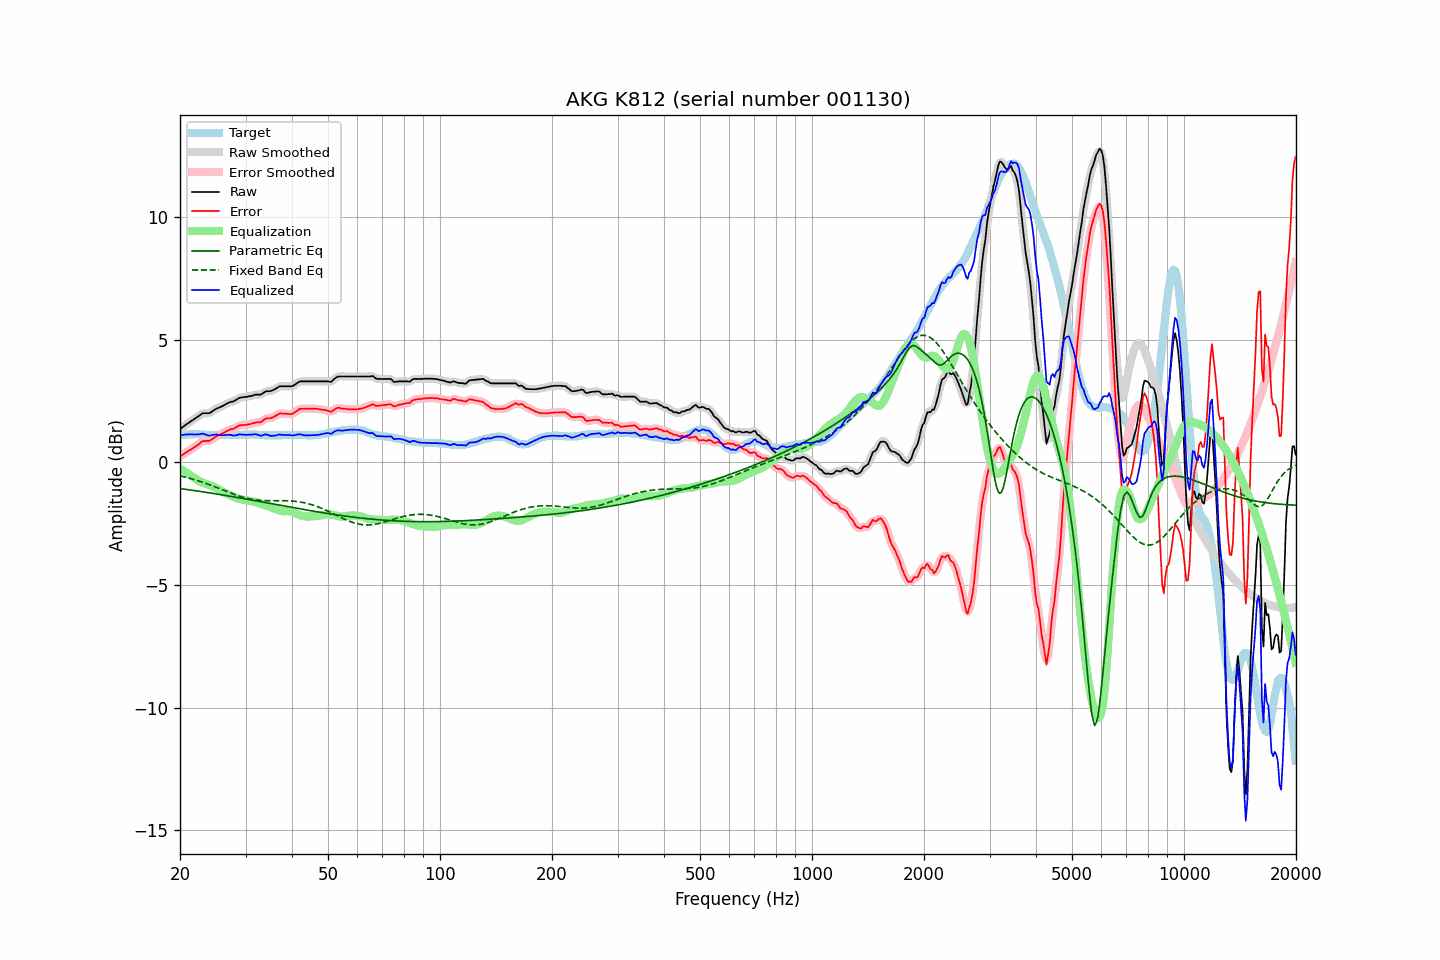 AKG K812 (serial number 001130)
Target
Raw Smoothed
Error Smoothed
Raw
Error
Equalization
Parametric Eq
Fixed Band Eq
Equalized
Amplitude (dBr)
10
5
0
−5
−10
−15
20 50 100 200 500 1000 2000 5000 10000 20000
Frequency (Hz)